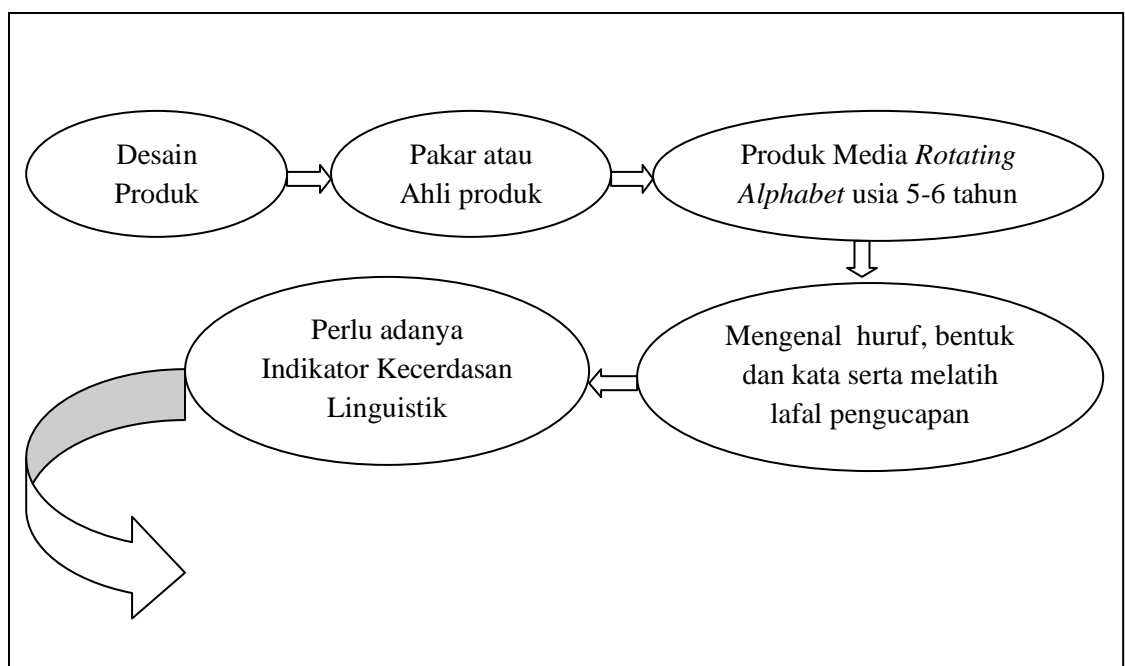 Desain
Produk
Pakar atau
Ahli produk
Produk Media Rotating
Alphabet usia 5-6 tahun
Mengenal huruf, bentuk
dan kata serta melatih
lafal pengucapan
Perlu adanya
Indikator Kecerdasan
Linguistik